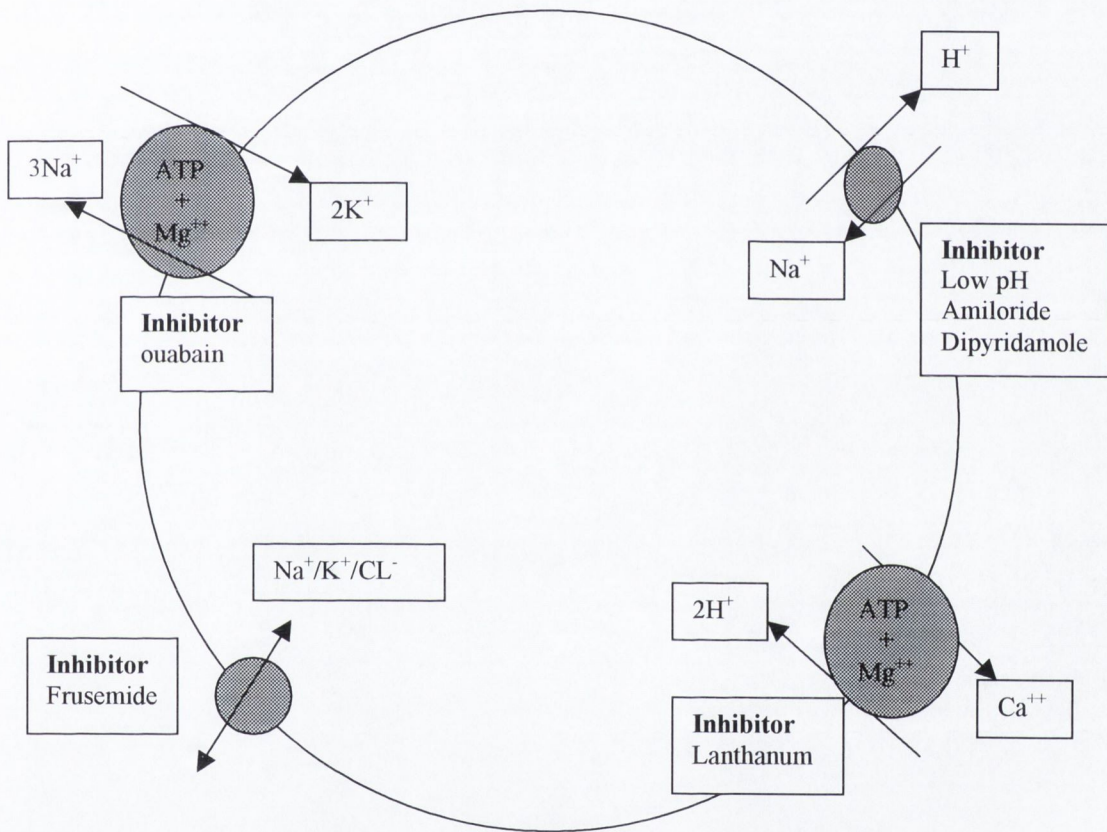 H⁺
3Na⁺
ATP
+
Mg⁺⁺
2K⁺
Na⁺
Inhibitor
Low pH
Amiloride
Dipyridamole
Inhibitor
ouabain
Na⁺/K⁺/CL⁻
Inhibitor
Frusemide
2H⁺
ATP
+
Mg⁺⁺
Ca⁺⁺
Inhibitor
Lanthanum